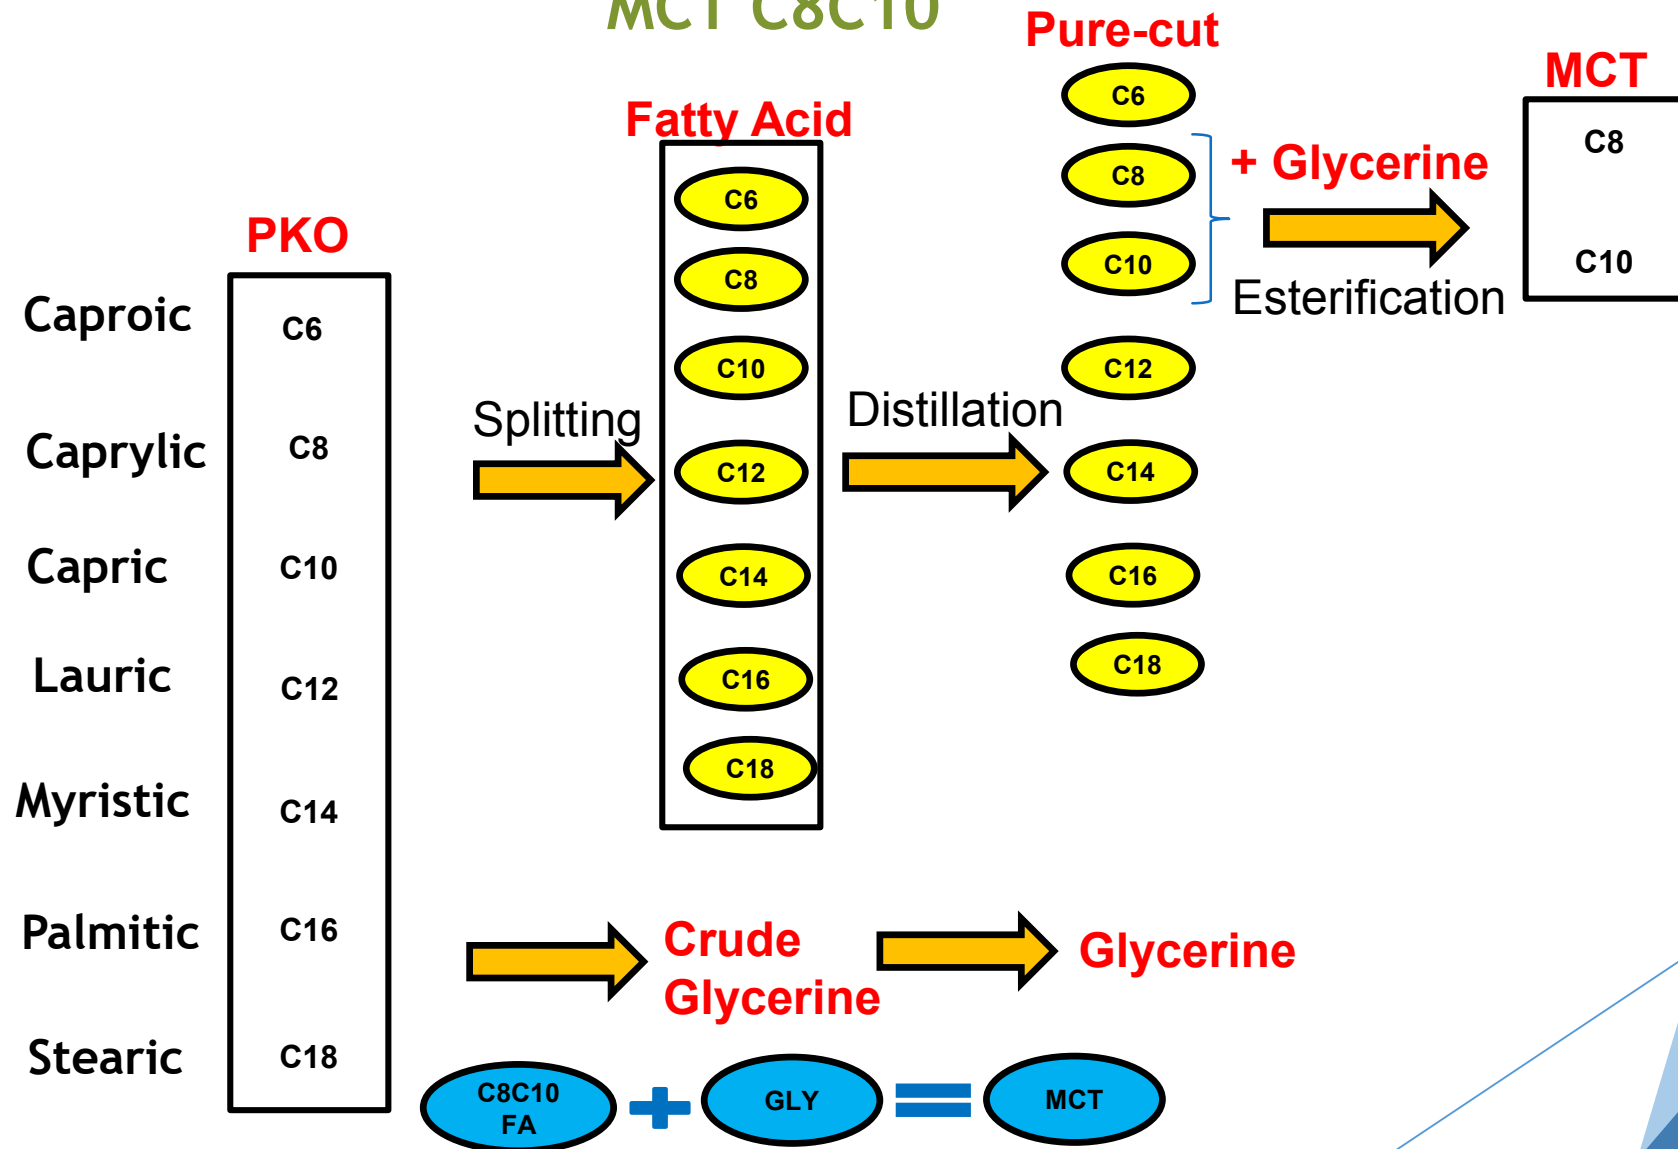 MCT C8C10
PKO
Caproic
C6
Caprylic
C8
Capric
C10
Lauric
C12
Myristic
C14
Palmitic
C16
Stearic
C18
Splitting
Fatty Acid
C6
C8
C10
C12
C14
C16
C18
Distillation
Pure-cut
C6
C8
C10
C12
C14
C16
C18
+ Glycerine
Esterification
MCT
C8
C10
Crude
Glycerine
Glycerine
C8C10
FA
GLY
MCT